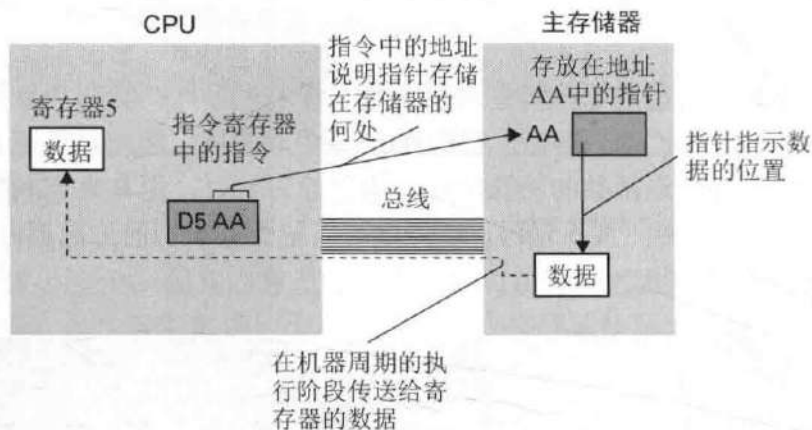 CPU
主存储器
指令中的地址
说明指针存储
在存储器的
何处
存放在地址
AA中的指针
寄存器5
数据
指令寄存器
中的指令
AA
指针指示数
据的位置
D5 AA
总线
数据
在机器周期的执
行阶段传送给寄
存器的数据